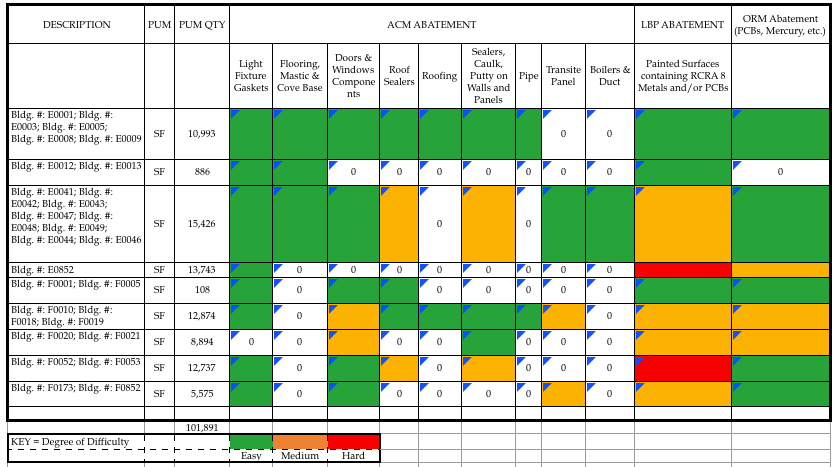 DESCRIPTION PUM PUM QTY ACM ABATEMENT LBP ABATEMENT
ORM Abatement
(PCBs, Mercury, etc.)
Light
Fixture
Gaskets
Flooring,
Mastic &
Cove Base
Doors &
Windows
Compone
nts
Roof
Sealers
Roofing
Sealers,
Caulk,
Putty on
Walls and
Panels
Pipe
Transite
Panel
Boilers &
Duct
Painted Surfaces
containing RCRA 8
Metals and/or PCBs
Bldg. #: E0001; Bldg. #:
E0003; Bldg. #: E0005;
Bldg. #: E0008; Bldg. #: E0009
SF 10,993 0 0
Bldg. #: E0012; Bldg. #: E0013
SF 886 0 0 0 0 0 0 0 0
Bldg. #: E0041; Bldg. #:
E0042; Bldg. #: E0043;
Bldg. #: E0047; Bldg. #:
E0048; Bldg. #: E0049;
Bldg. #: E0044; Bldg. #: E0046
SF 15,426 0 0
Bldg. #: E0852 SF 13,743 0 0 0 0 0 0 0 0
Bldg. #: F0001; Bldg. #: F0005
SF 108 0 0 0 0 0 0
Bldg. #: F0010; Bldg. #:
F0018; Bldg. #: F0019
SF 12,874 0 0
Bldg. #: F0020; Bldg. #: F0021
SF 8,894 0 0 0 0 0 0 0
Bldg. #: F0052; Bldg. #: F0053
SF 12,737 0 0 0 0 0
Bldg. #: F0173; Bldg. #: F0852
SF 5,575 0 0 0 0 0 0
101,891
KEY = Degree of Difficulty
Easy Medium Hard